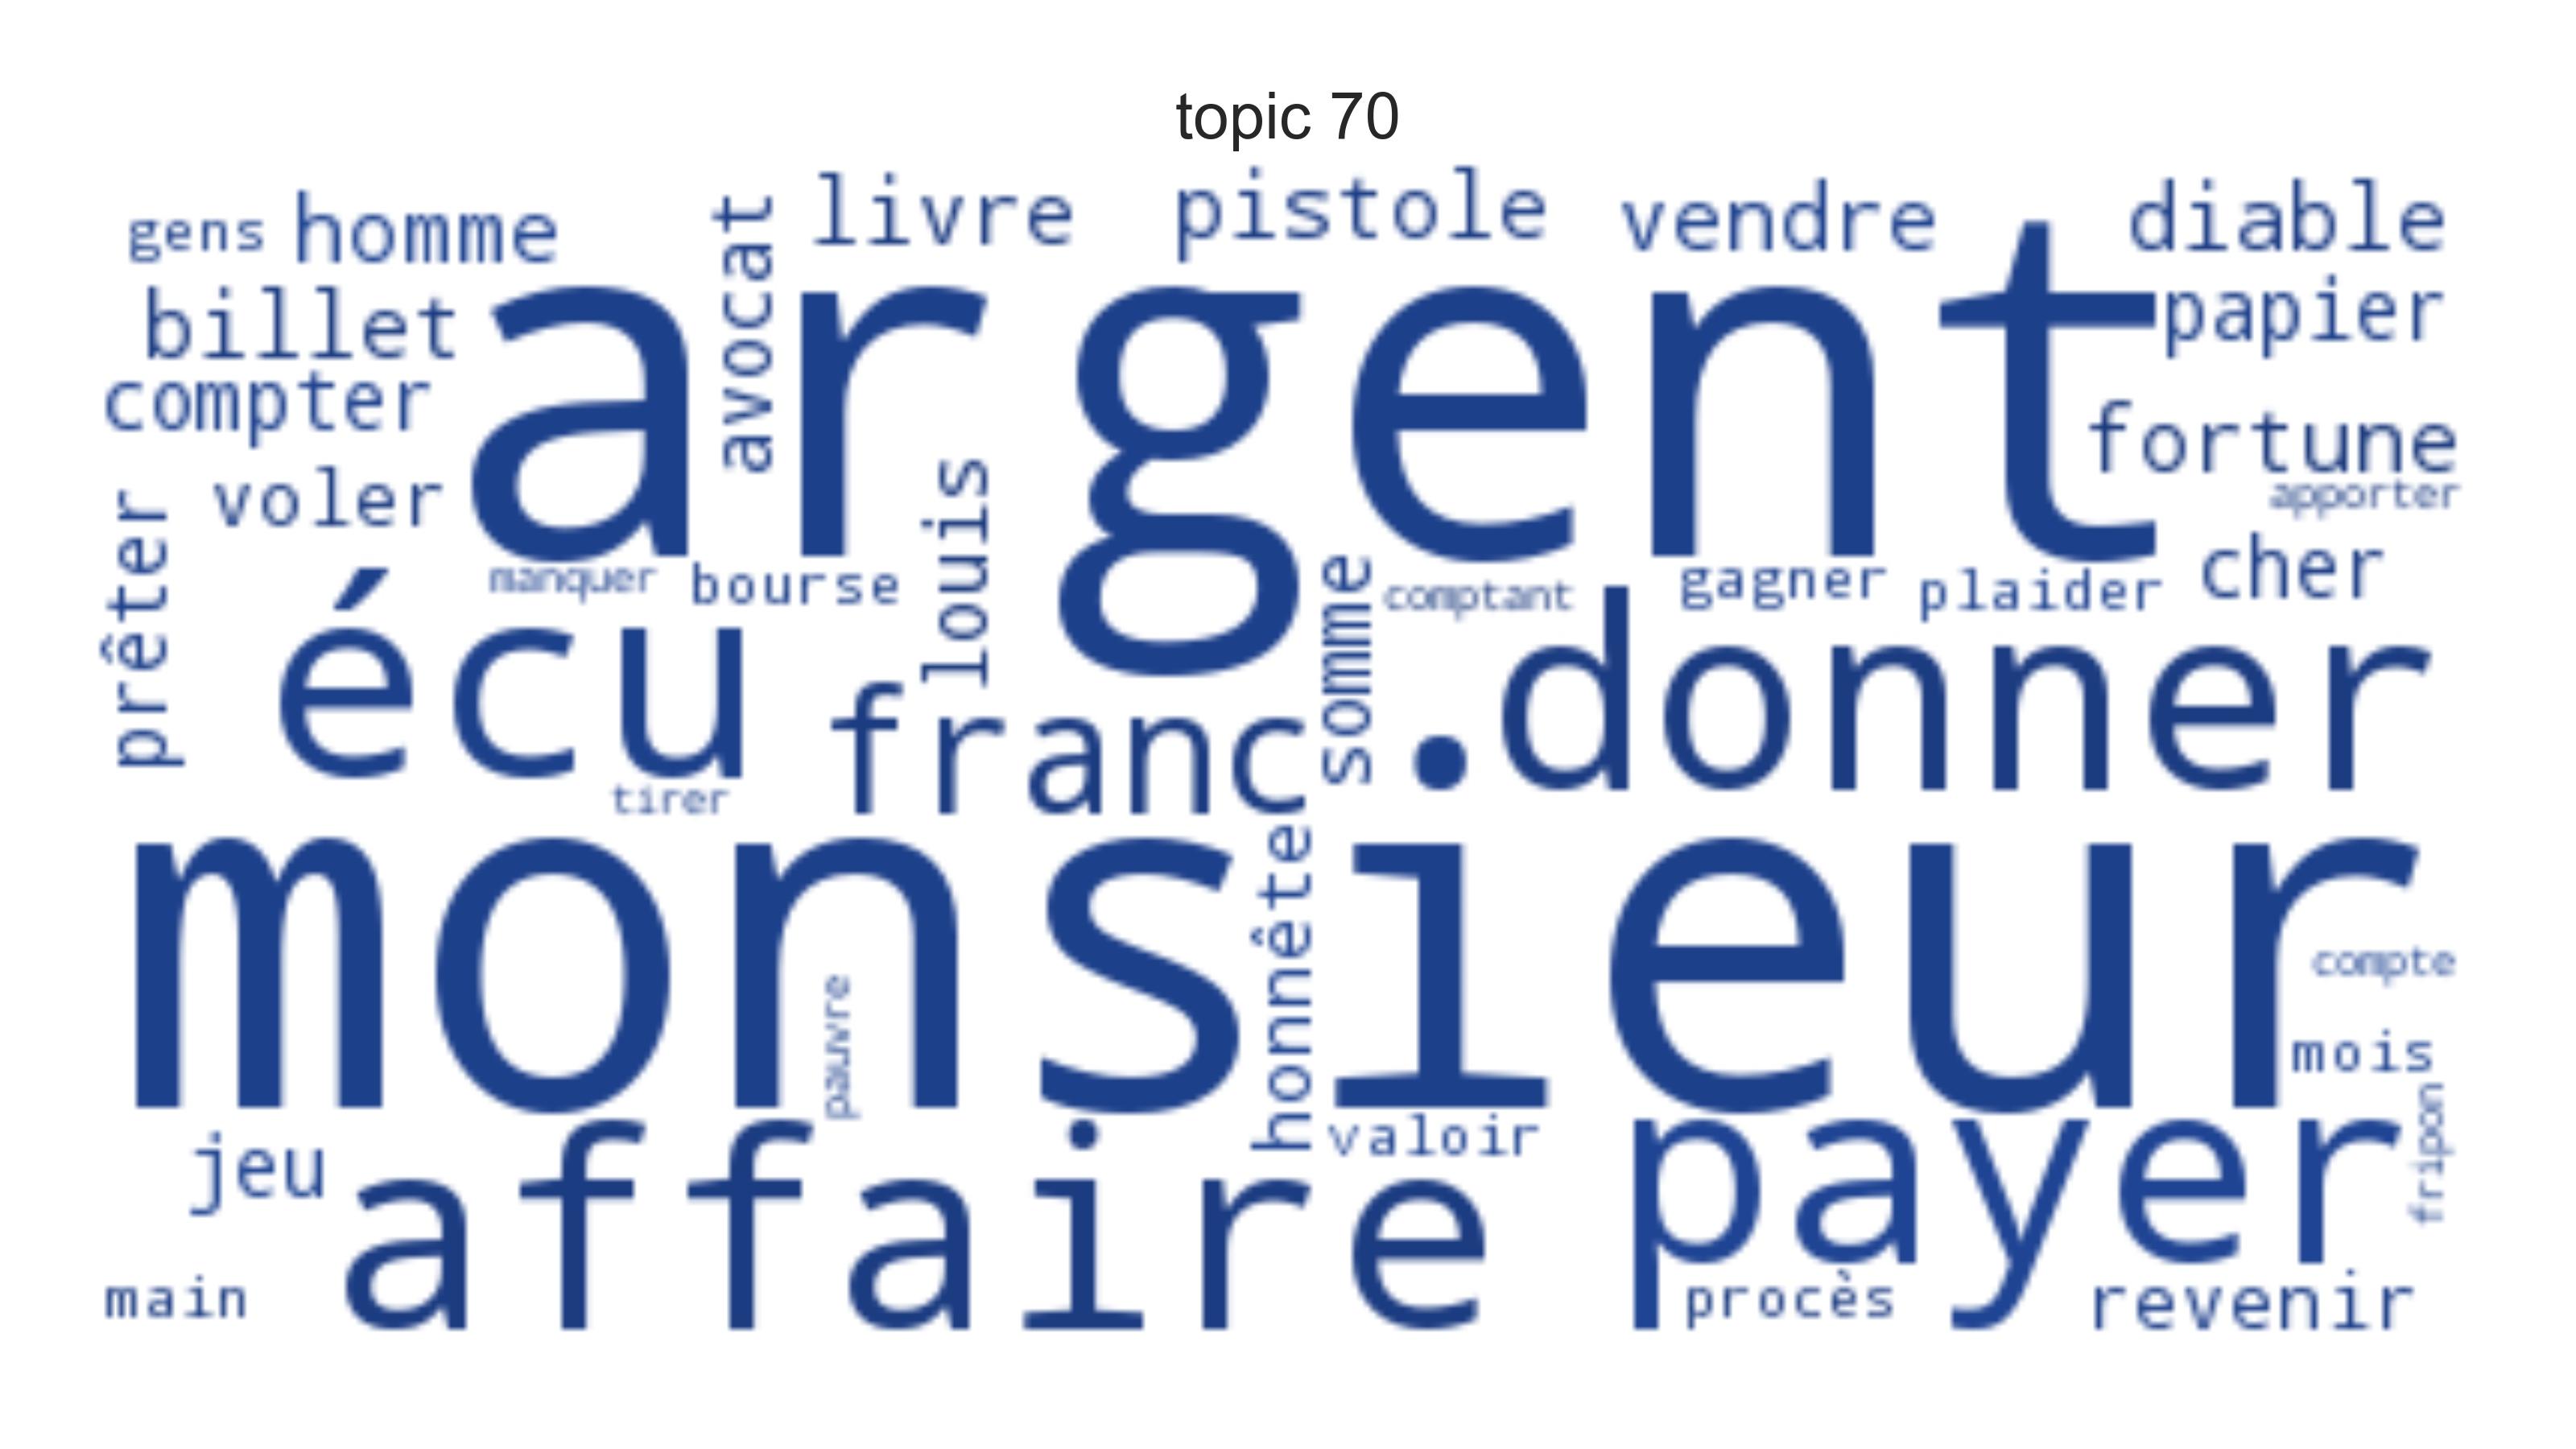 topic 70
gens homme avocat livre pistole vendre diable
billet argent papier
compter fortune
voler louis apporter
prêter manquer bourse somme comptant gagner plaider cher
écu franc . donner
tirer
monsieur
pauvre honnête compte
mois
jeu affaire valoir payer fripon
main procès revenir